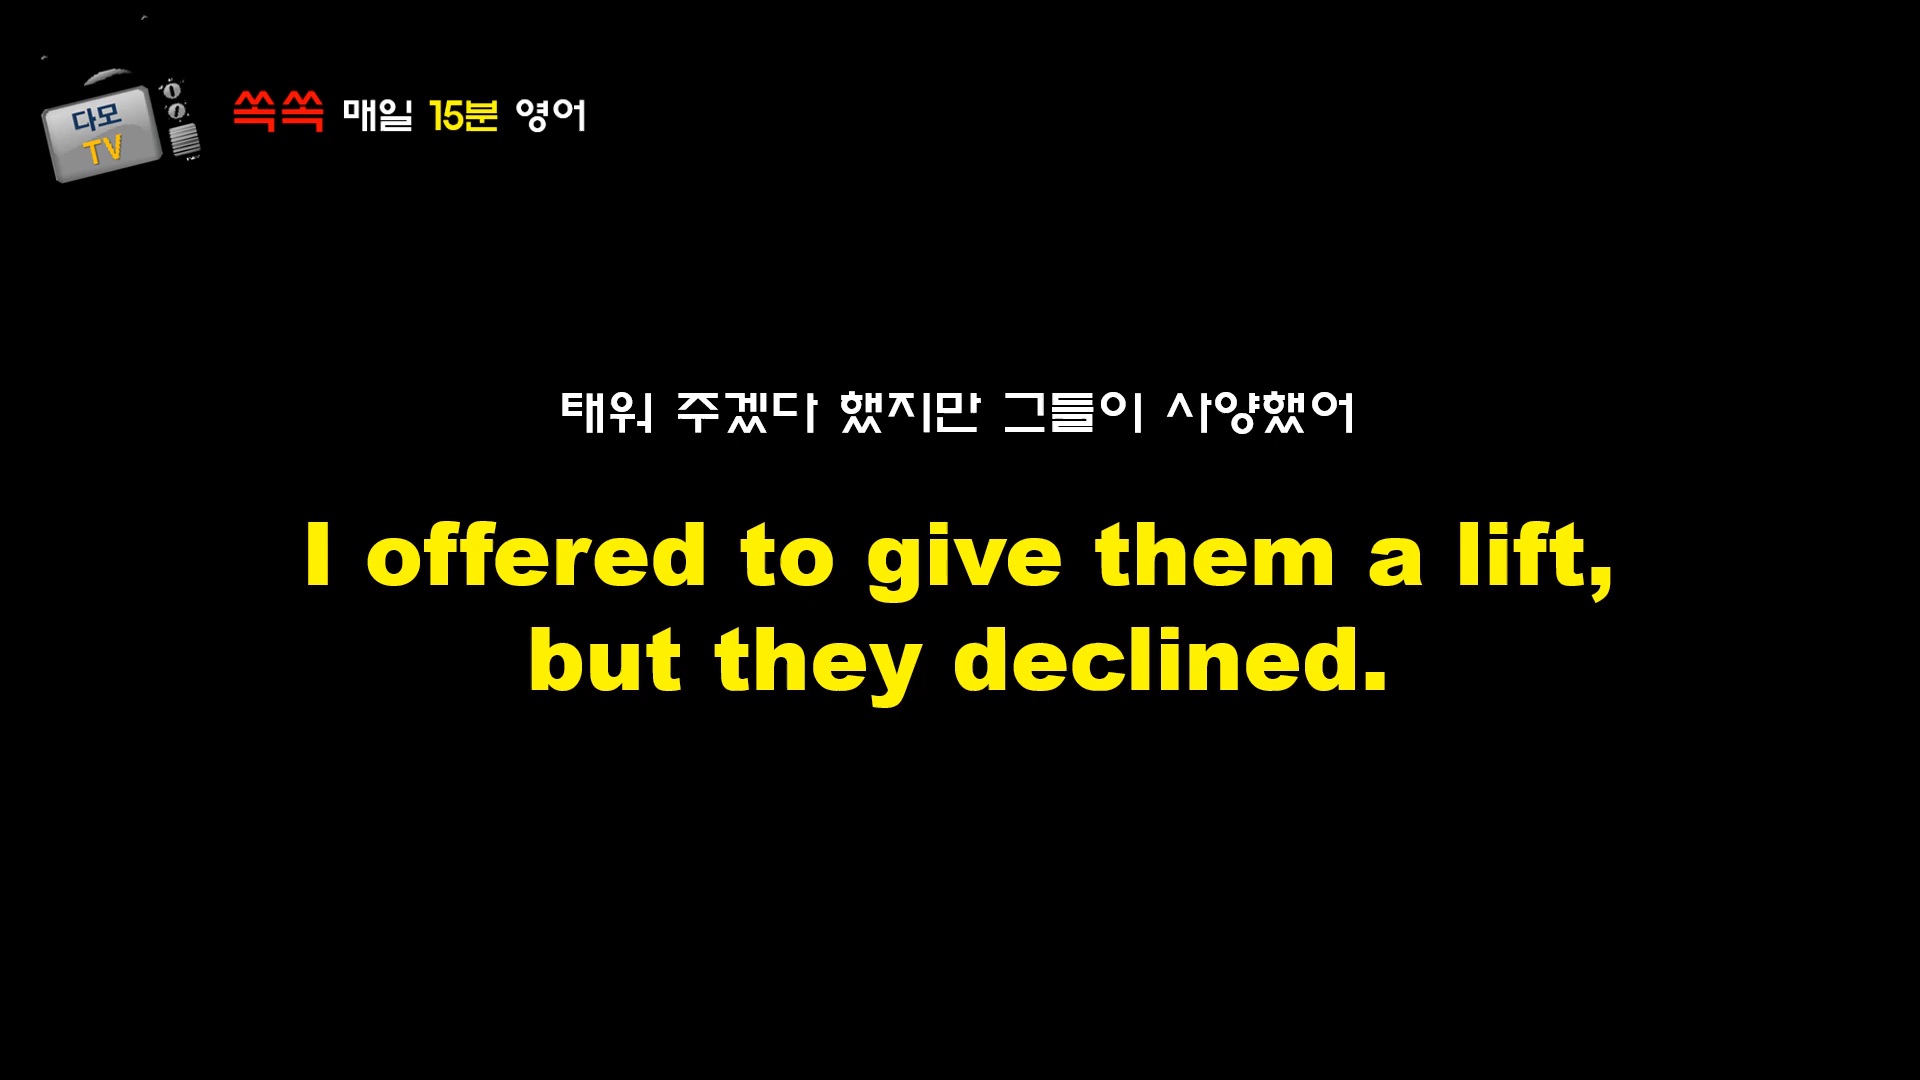 다모
TV
쏙쏙 매일 15분 영어
태워 주겠다 했지만 그들이 사양했어
I offered to give them a lift,
but they declined.